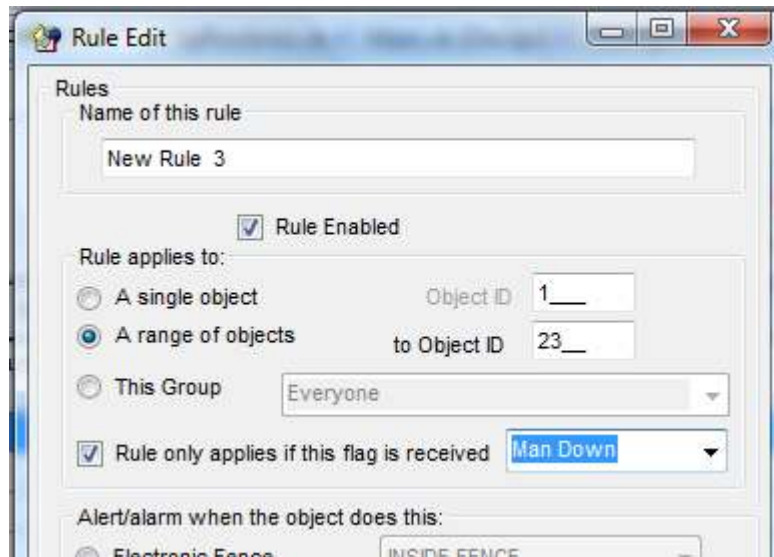 Rule Edit
Rules
Name of this rule
New Rule 3
Rule Enabled
Rule applies to:
A single object Object ID 1___
A range of objects to Object ID 23__
This Group Everyone
Rule only applies if this flag is received Man Down
Alert/alarm when the object does this:
Electronic Fence INSIDE FENCE